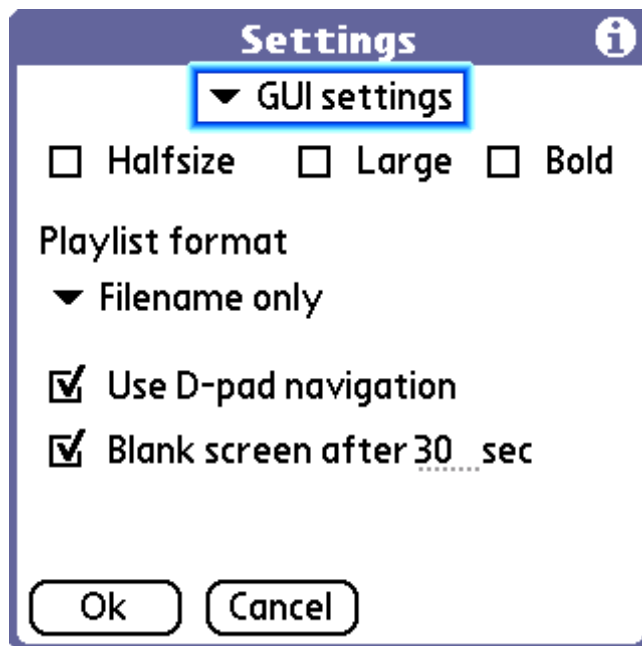 Settings
GUI settings
Halfsize Large Bold
Playlist format
Filename only
Use D-pad navigation
Blank screen after 30 sec
Ok Cancel